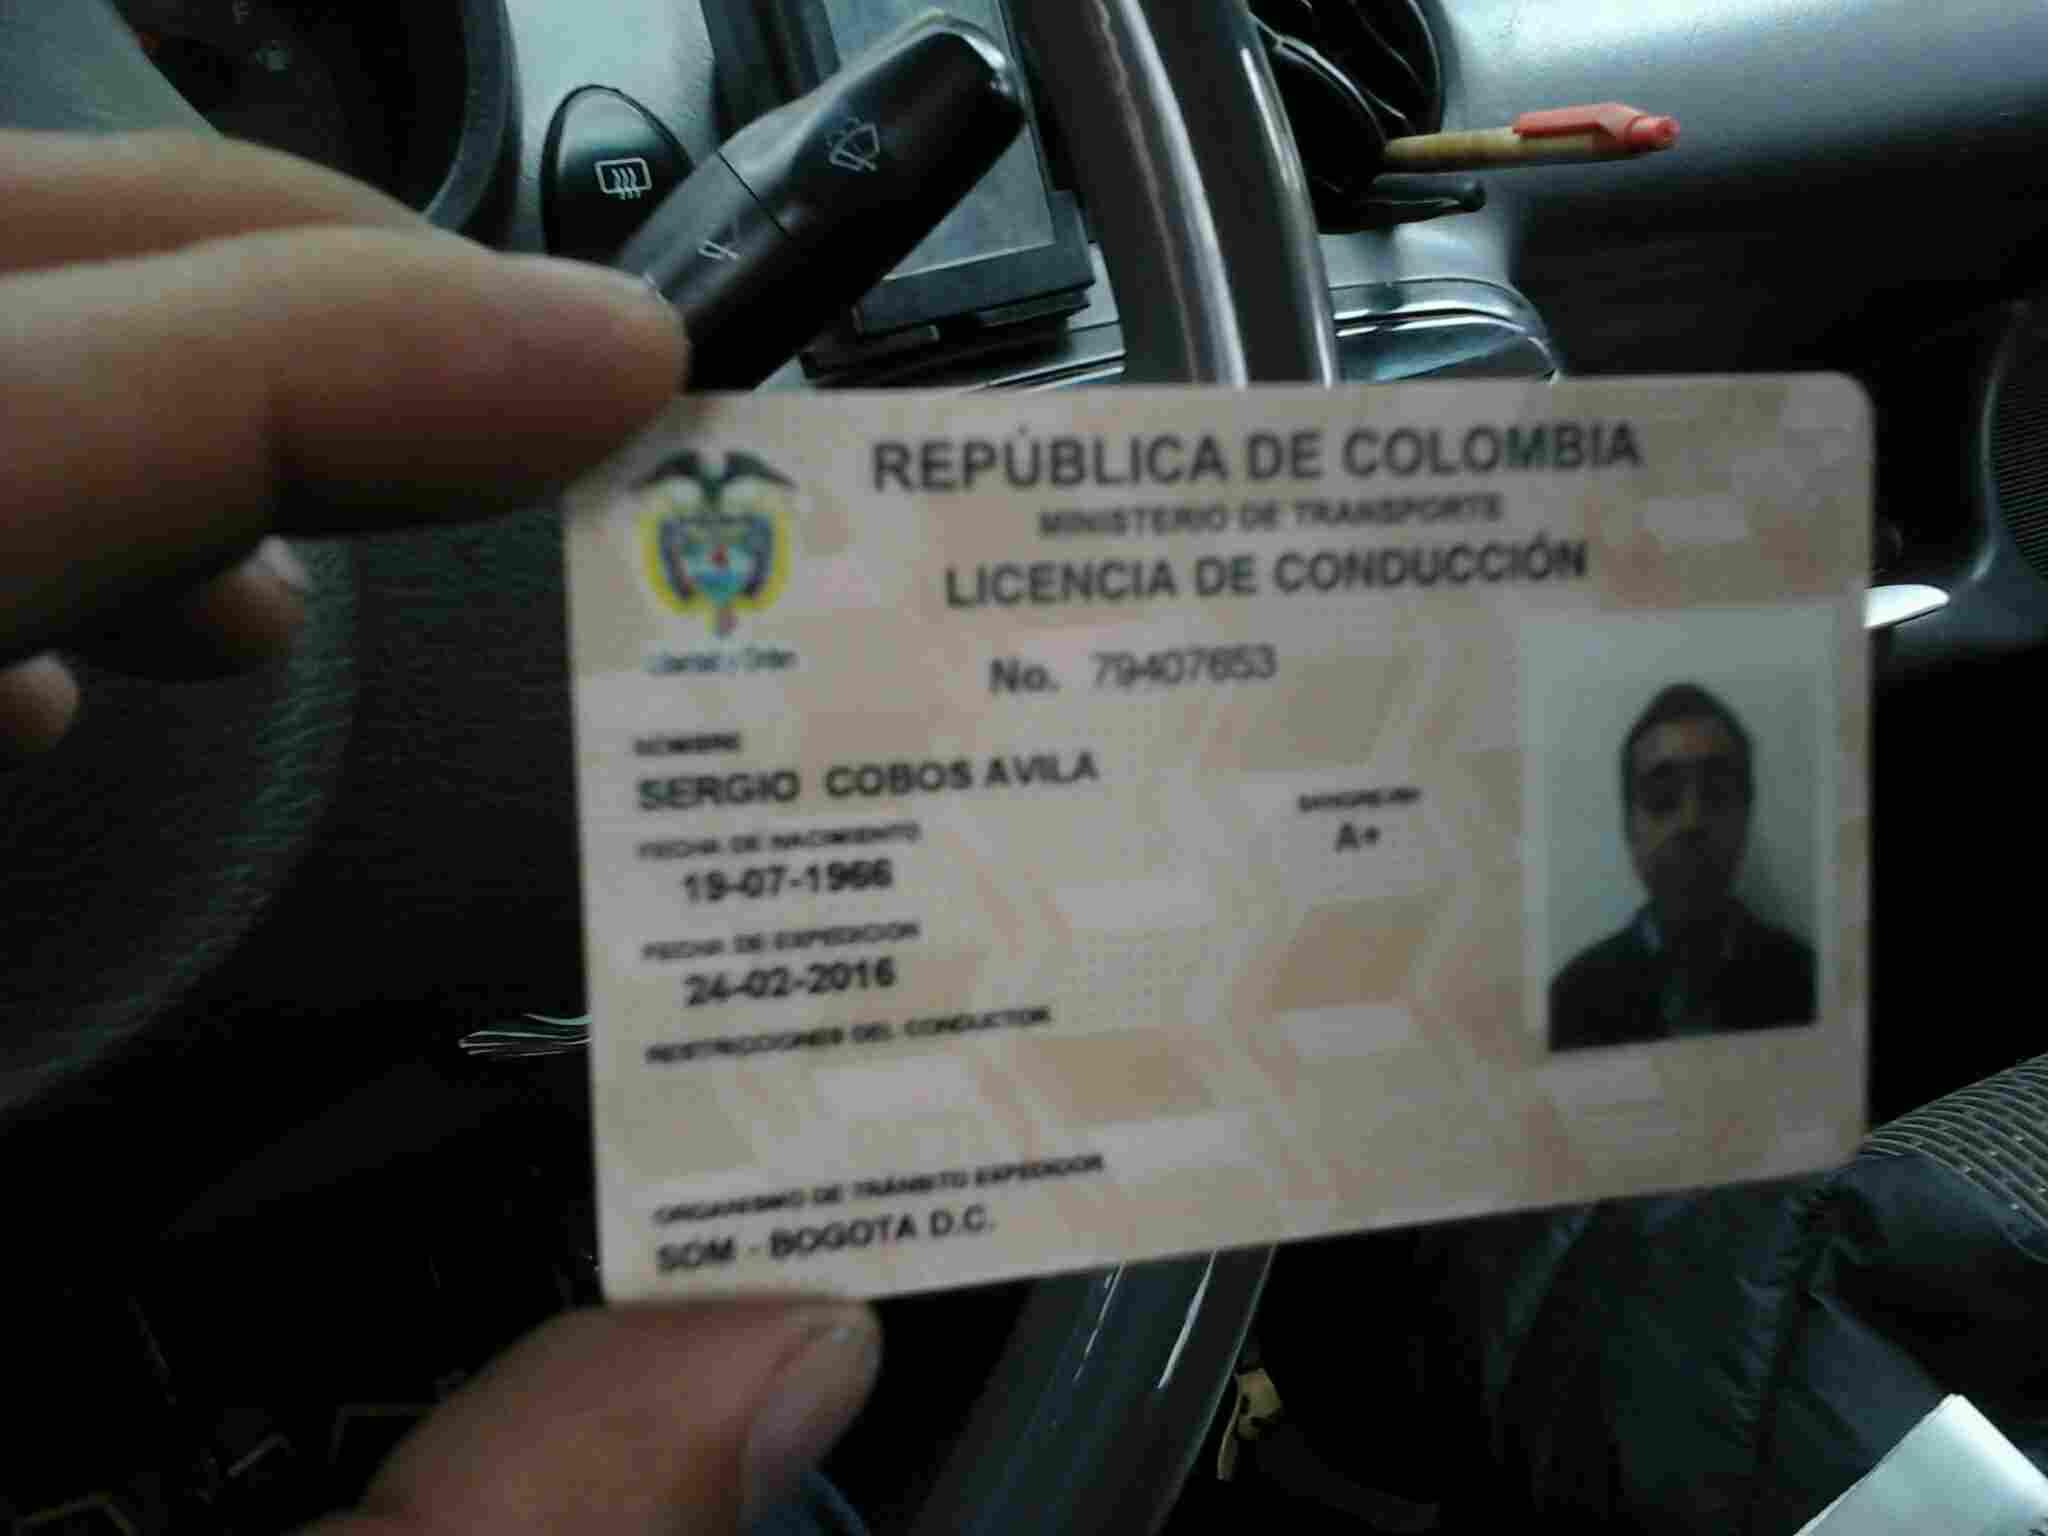 F
REPÚBLICA DE COLOMBIA
MINISTERIO DE TRANSPORTE
LICENCIA DE CONDUCCIÓN
Libertad y Orden
No. 79407653
NOMBRE
SERGIO COBOS AVILA
SANGRE/RH
A+
FECHA DE NACIMIENTO
19-07-1966
FECHA DE EXPEDICION
24-02-2016
RESTRICCIONES DEL CONDUCTOR
ORGANISMO DE TRÁNSITO EXPEDIDOR
SDM - BOGOTA D.C.